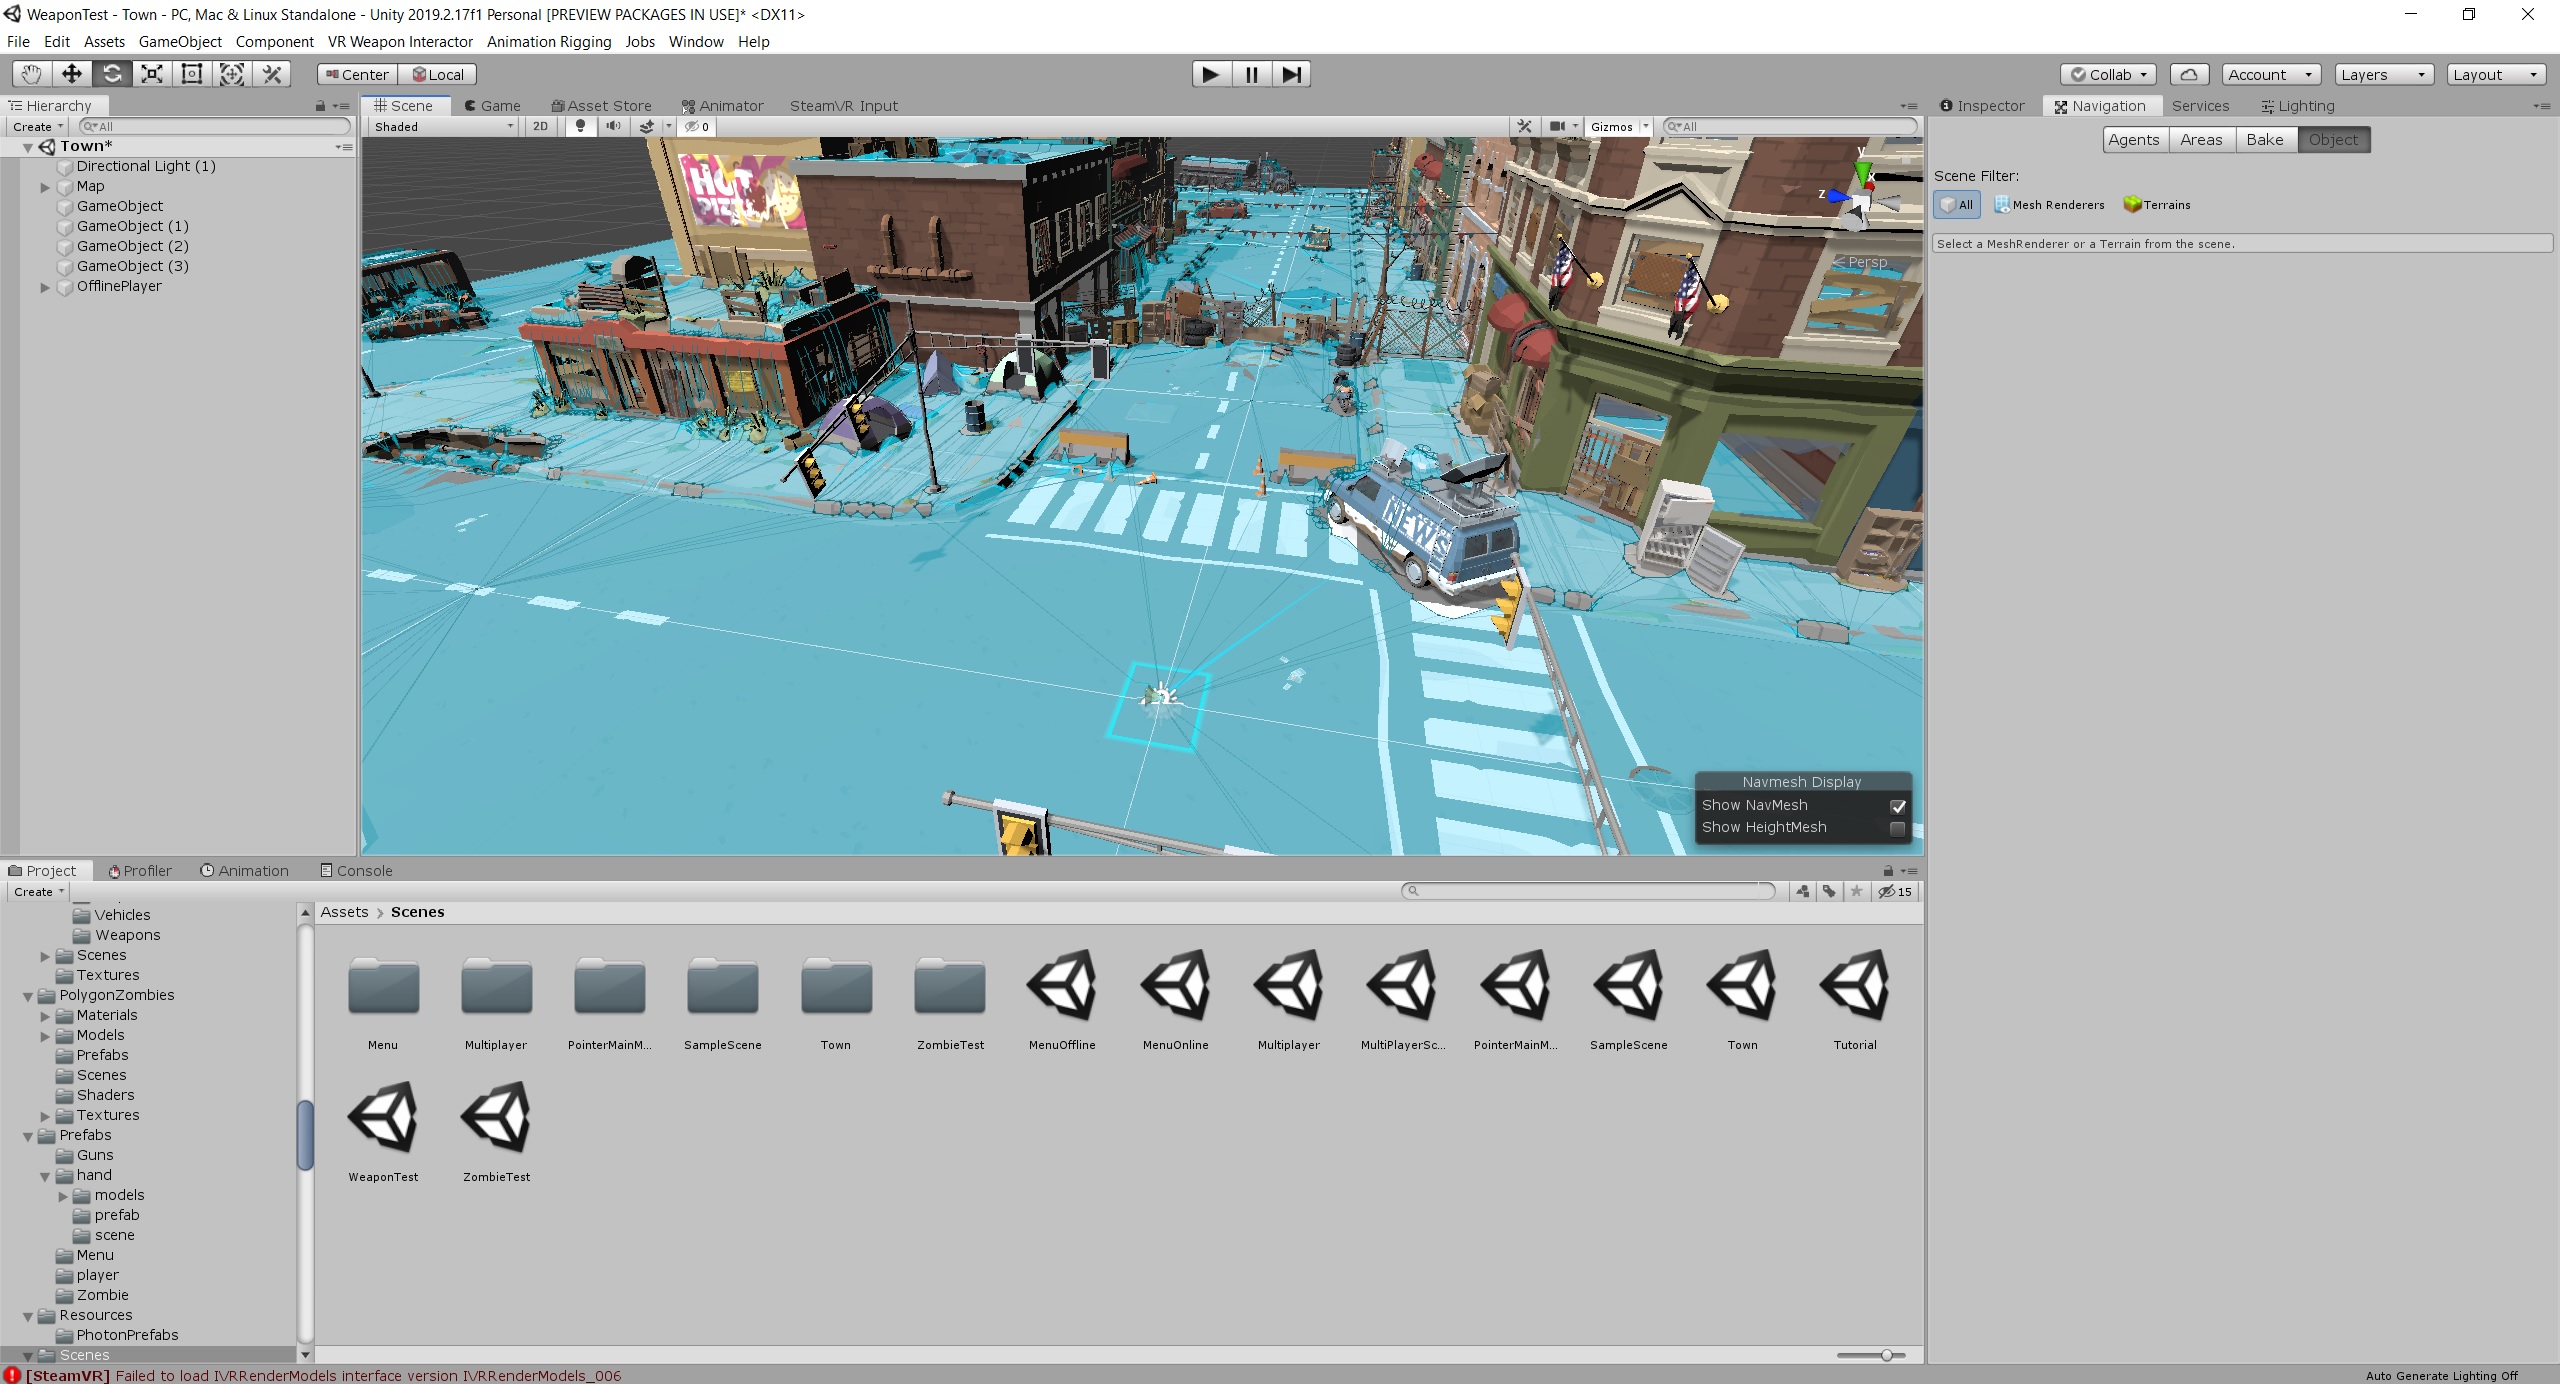 WeaponTest - Town - PC, Mac & Linux Standalone - Unity 2019.2.17f1 Personal [PREVIEW PACKAGES IN USE]* <DX11>
File Edit Assets GameObject Component VR Weapon Interactor Animation Rigging Jobs Window Help
Center Local Collab Account Layers Layout
Hierarchy
Create All
Town*
Directional Light (1)
Map
GameObject
GameObject (1)
GameObject (2)
GameObject (3)
OfflinePlayer
Scene Game Asset Store Animator SteamVR Input
Shaded 2D 0 Gizmos All
HOT
PIZZA
y
x
z
Persp
NEWS
Navmesh Display
Show NavMesh
Show HeightMesh
Inspector Navigation Services Lighting
Agents Areas Bake Object
Scene Filter:
All Mesh Renderers Terrains
Select a MeshRenderer or a Terrain from the scene.
Project Profiler Animation Console
Create 15
Vehicles
Weapons
Scenes
Textures
PolygonZombies
Materials
Models
Prefabs
Scenes
Shaders
Textures
Prefabs
Guns
hand
models
prefab
scene
Menu
player
Zombie
Resources
PhotonPrefabs
Scenes
Assets > Scenes
Menu Multiplayer PointerMainM... SampleScene Town ZombieTest MenuOffline MenuOnline Multiplayer MultiPlayerSc... PointerMainM... SampleScene Town Tutorial
WeaponTest ZombieTest
[SteamVR] Failed to load IVRRenderModels interface version IVRRenderModels_006
Auto Generate Lighting Off